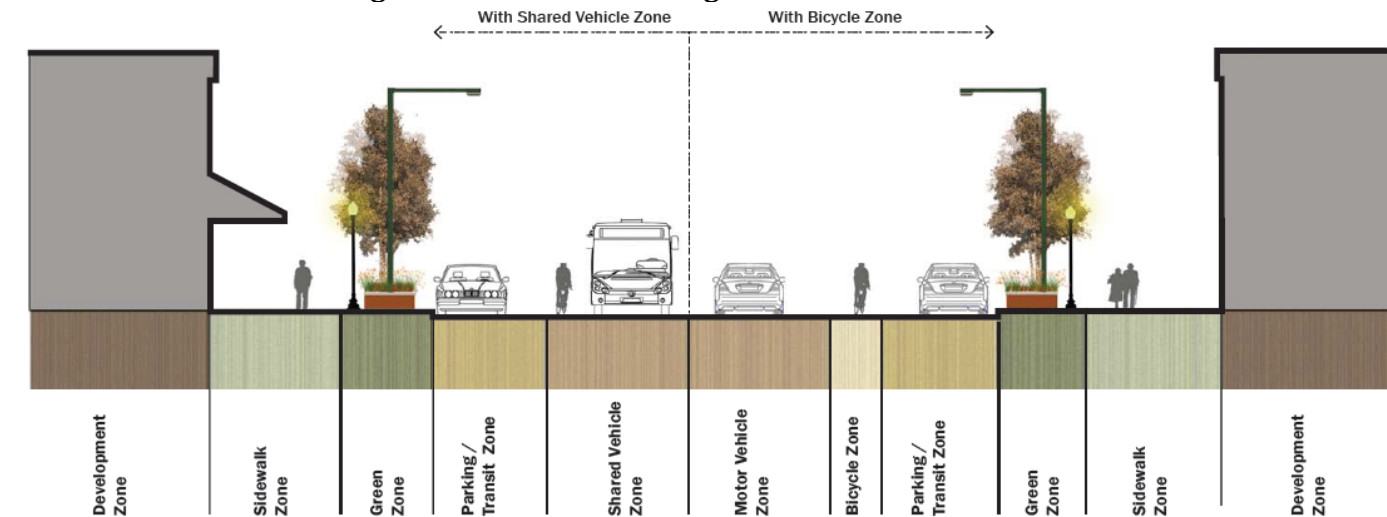 With Shared Vehicle Zone
With Bicycle Zone
Development
Zone
Sidewalk
Zone
Green
Zone
Parking /
Transit Zone
Shared Vehicle
Zone
Motor Vehicle
Zone
Bicycle Zone
Parking /
Transit Zone
Green
Zone
Sidewalk
Zone
Development
Zone